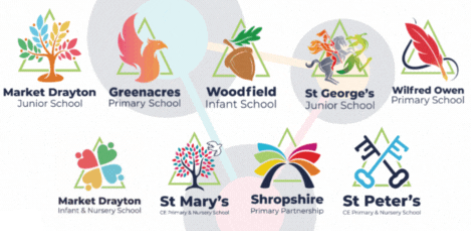 Market Drayton
Junior School
Greenacres
Primary School
Woodfield
Infant School
St George's
Junior School
Wilfred Owen
Primary School
Market Drayton
Infant & Nursery School
St Mary's
CE Primary & Nursery School
Shropshire
Primary Partnership
St Peter's
CE Primary & Nursery School